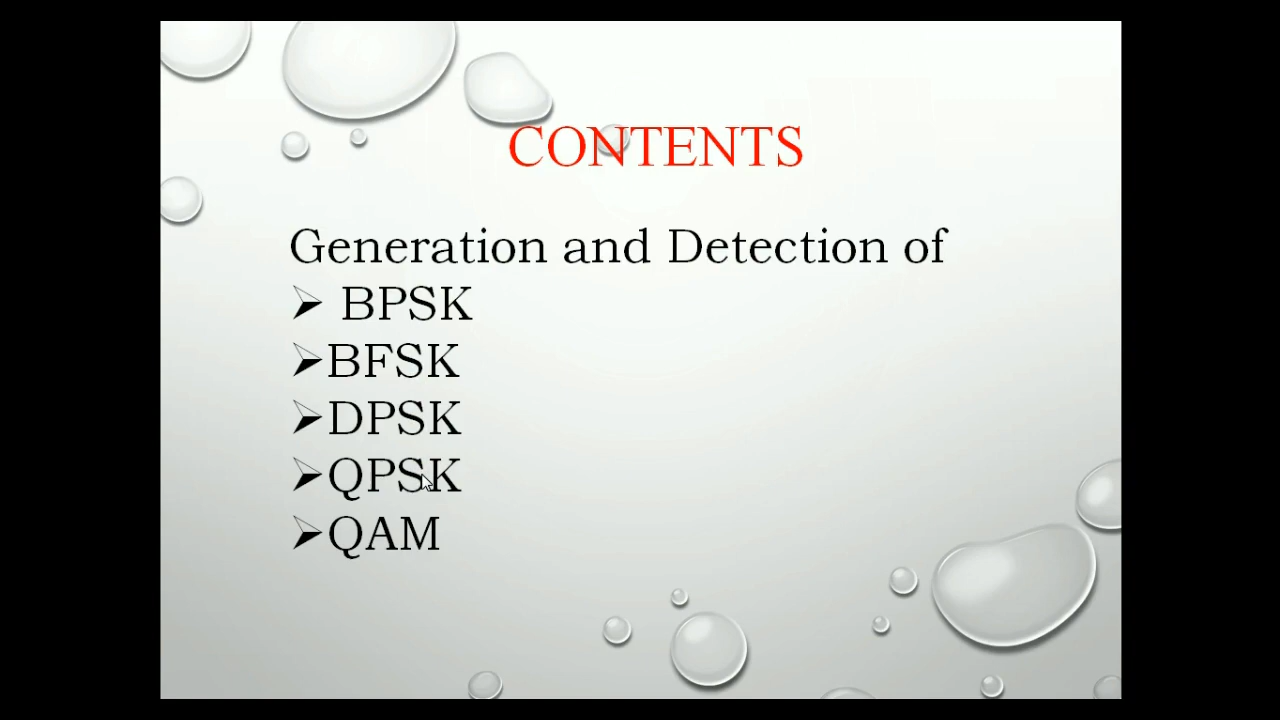 CONTENTS
Generation and Detection of
➢ BPSK
➢BFSK
➢DPSK
➢QPSK
➢QAM